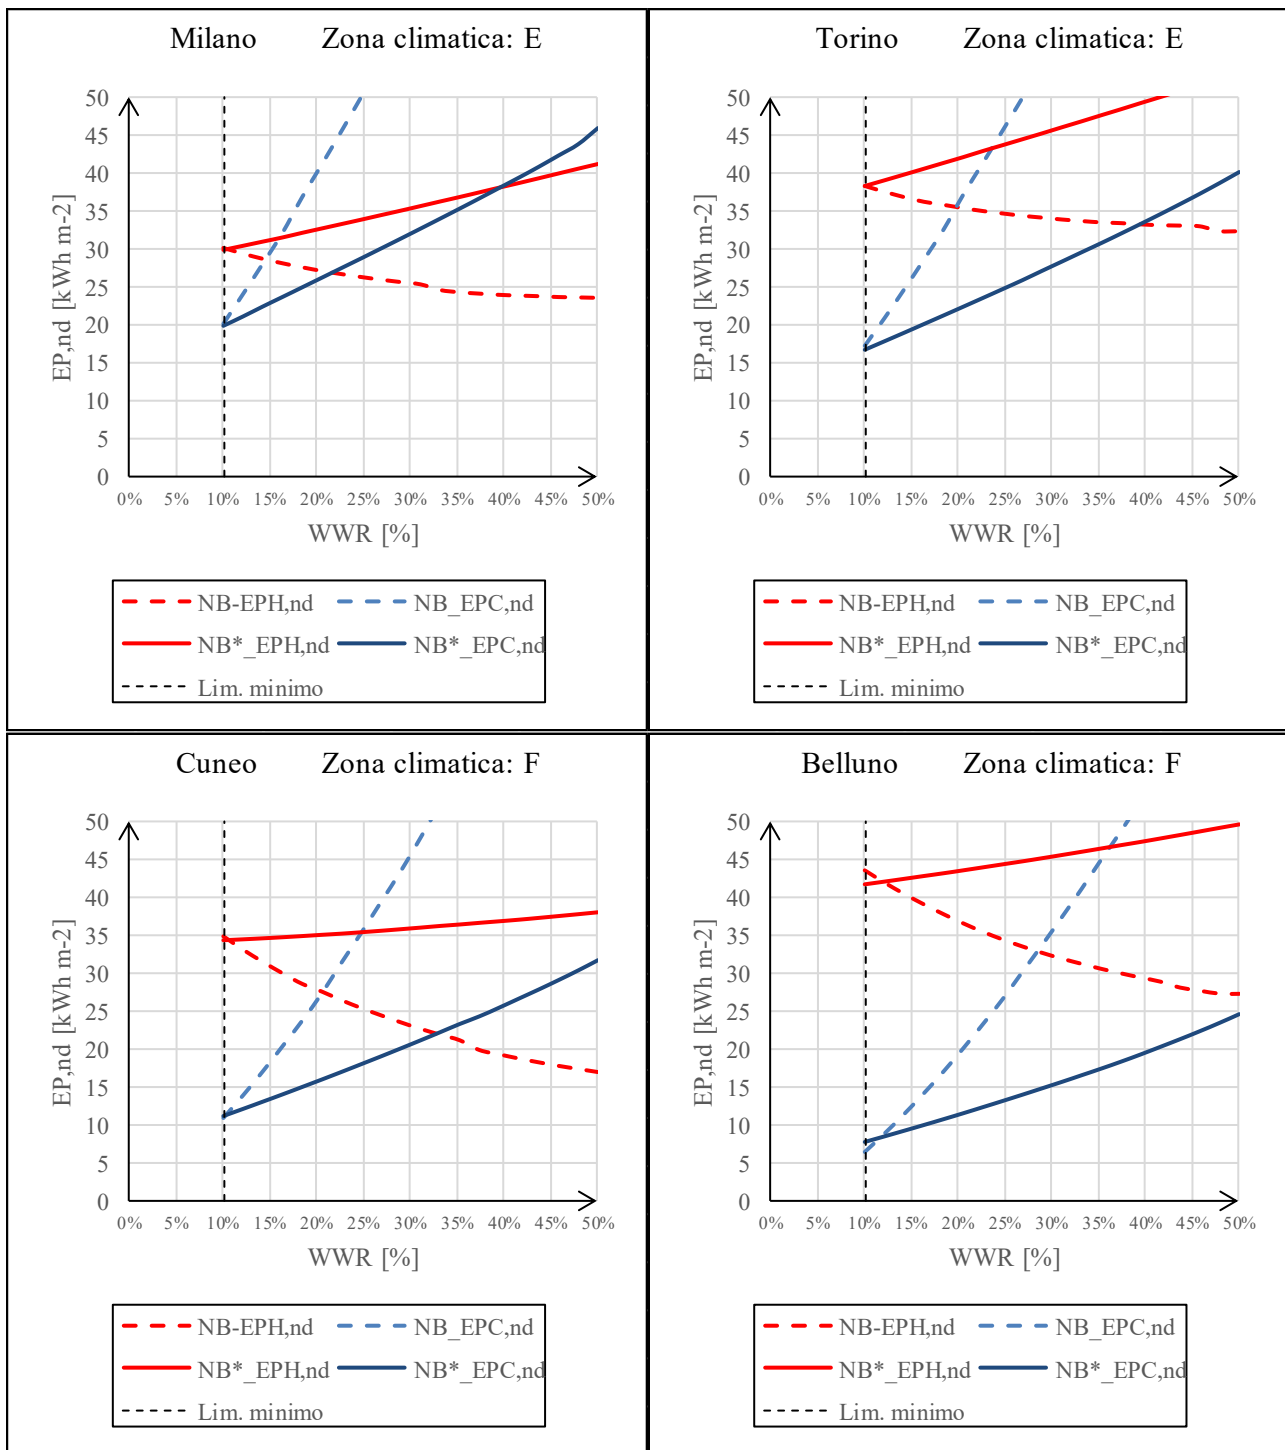 Milano Zona climatica: E
EP,nd [kWh m-2]
50
45
40
35
30
25
20
15
10
5
0
0% 5% 10% 15% 20% 25% 30% 35% 40% 45% 50%
WWR [%]
NB-EPH,nd NB_EPC,nd
NB*_EPH,nd NB*_EPC,nd
Lim. minimo
Torino Zona climatica: E
EP,nd [kWh m-2]
50
45
40
35
30
25
20
15
10
5
0
0% 5% 10% 15% 20% 25% 30% 35% 40% 45% 50%
WWR [%]
NB-EPH,nd NB_EPC,nd
NB*_EPH,nd NB*_EPC,nd
Lim. minimo
Cuneo Zona climatica: F
EP,nd [kWh m-2]
50
45
40
35
30
25
20
15
10
5
0
0% 5% 10% 15% 20% 25% 30% 35% 40% 45% 50%
WWR [%]
NB-EPH,nd NB_EPC,nd
NB*_EPH,nd NB*_EPC,nd
Lim. minimo
Belluno Zona climatica: F
EP,nd [kWh m-2]
50
45
40
35
30
25
20
15
10
5
0
0% 5% 10% 15% 20% 25% 30% 35% 40% 45% 50%
WWR [%]
NB-EPH,nd NB_EPC,nd
NB*_EPH,nd NB*_EPC,nd
Lim. minimo